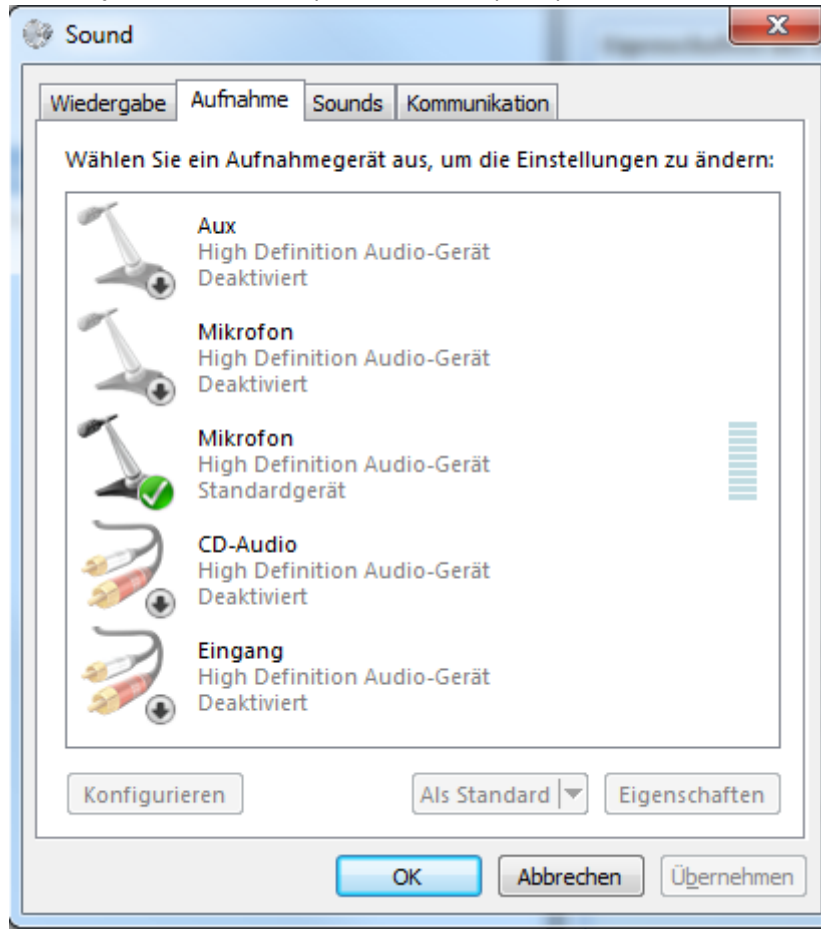 Sound
Wiedergabe
Aufnahme
Sounds
Kommunikation
Wählen Sie ein Aufnahmegerät aus, um die Einstellungen zu ändern:
Aux
High Definition Audio-Gerät
Deaktiviert
Mikrofon
High Definition Audio-Gerät
Deaktiviert
Mikrofon
High Definition Audio-Gerät
Standardgerät
CD-Audio
High Definition Audio-Gerät
Deaktiviert
Eingang
High Definition Audio-Gerät
Deaktiviert
Konfigurieren
Als Standard
Eigenschaften
OK
Abbrechen
Übernehmen